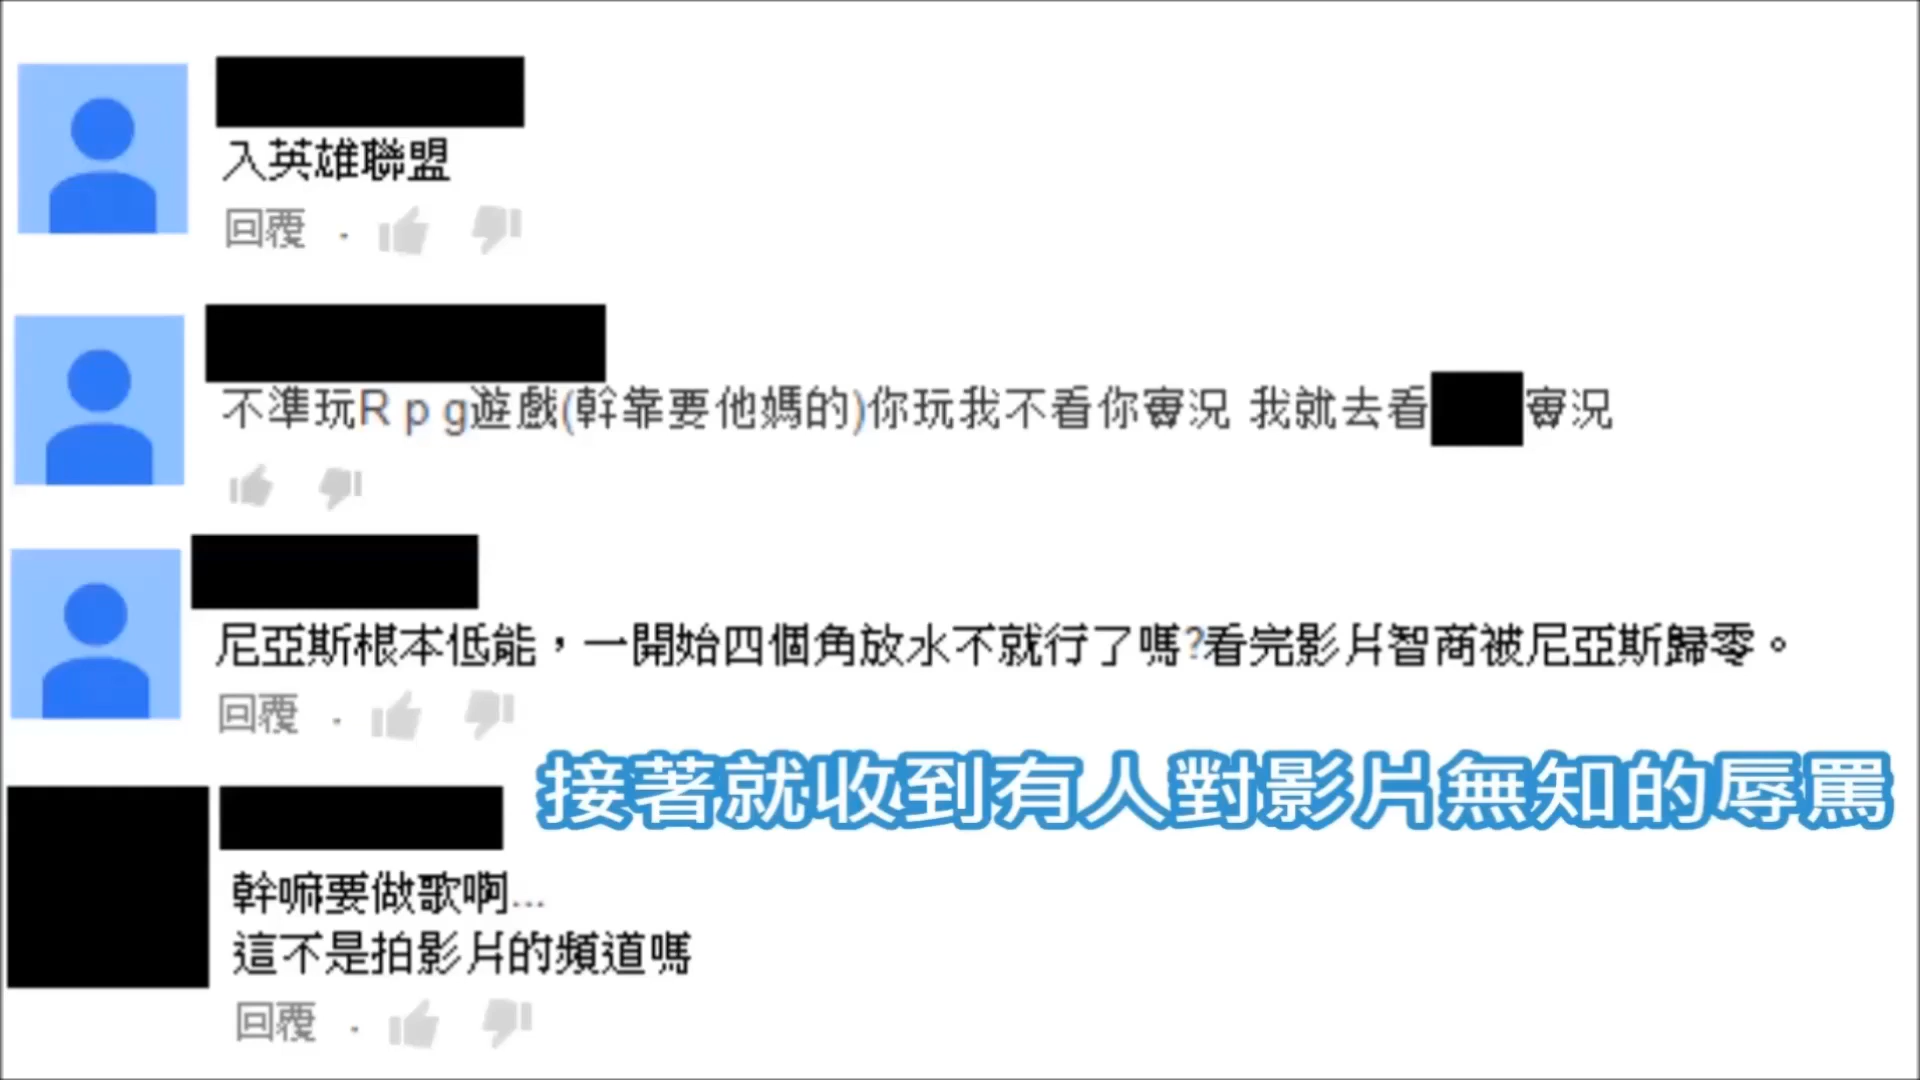 入英雄聯盟
回覆 .
不準玩R p g遊戲(幹靠要他媽的)你玩我不看你實況 我就去看 實況
尼亞斯根本低能，一開始四個角放水不就行了嗎?看完影片智商被尼亞斯歸零。
回覆 .
接著就收到有人對影片無知的辱罵
幹嘛要做歌啊...
這不是拍影片的頻道嗎
回覆 .